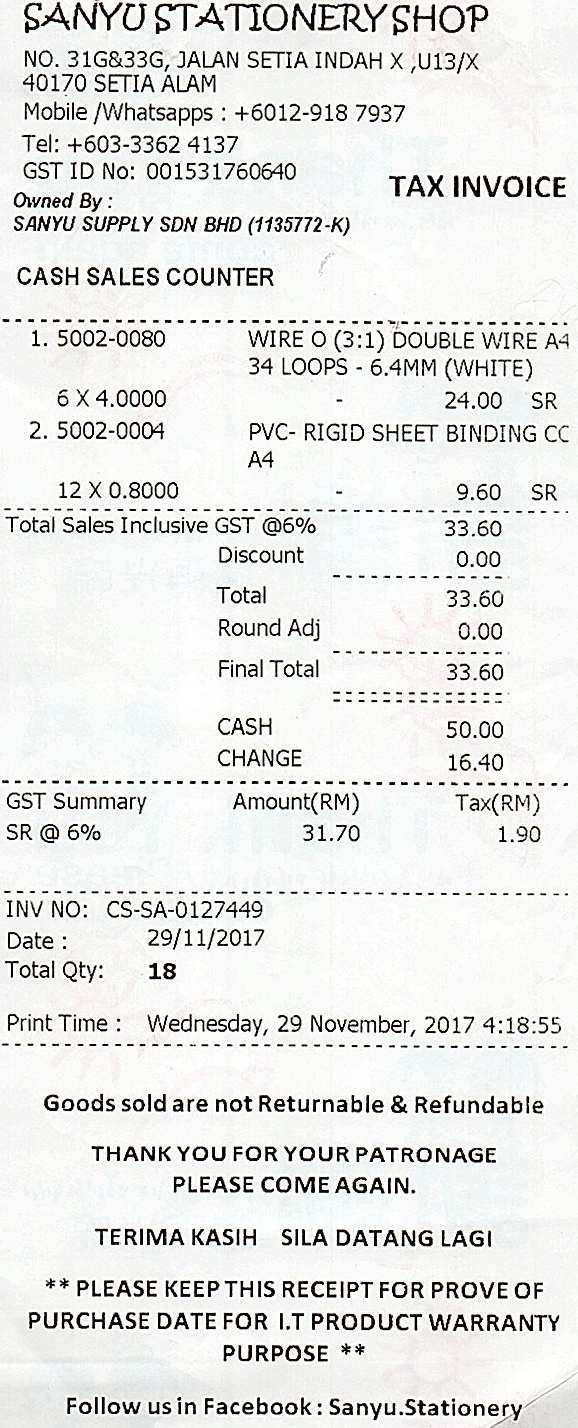 SANYU STATIONERY SHOP
NO. 31G&33G, JALAN SETIA INDAH X ,U13/X
40170 SETIA ALAM
Mobile /Whatsapps : +6012-918 7937
Tel: +603-3362 4137
GST ID No: 001531760640
TAX INVOICE
Owned By :
SANYU SUPPLY SDN BHD (1135772-K)
CASH SALES COUNTER
1. 5002-0080 WIRE O (3:1) DOUBLE WIRE A4
34 LOOPS - 6.4MM (WHITE)
6 X 4.0000 - 24.00 SR
2. 5002-0004 PVC- RIGID SHEET BINDING CC
A4
12 X 0.8000 - 9.60 SR
Total Sales Inclusive GST @6% 33.60
Discount 0.00
Total 33.60
Round Adj 0.00
Final Total 33.60
CASH 50.00
CHANGE 16.40
GST Summary Amount(RM) Tax(RM)
SR @ 6% 31.70 1.90
INV NO: CS-SA-0127449
Date : 29/11/2017
Total Qty: 18
Print Time : Wednesday, 29 November, 2017 4:18:55
Goods sold are not Returnable & Refundable
THANK YOU FOR YOUR PATRONAGE
PLEASE COME AGAIN.
TERIMA KASIH SILA DATANG LAGI
** PLEASE KEEP THIS RECEIPT FOR PROVE OF
PURCHASE DATE FOR I.T PRODUCT WARRANTY
PURPOSE **
Follow us in Facebook : Sanyu.Stationery